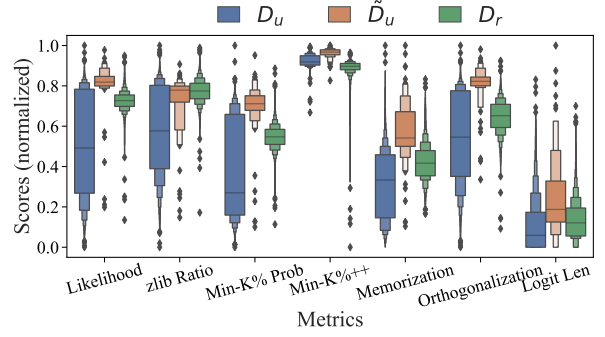 D_u D̃_u D_r
Scores (normalized)
1.0
0.8
0.6
0.4
0.2
0.0
Likelihood zlib Ratio Min-K% Prob Min-K%++ Memorization Orthogonalization Logit Len
Metrics